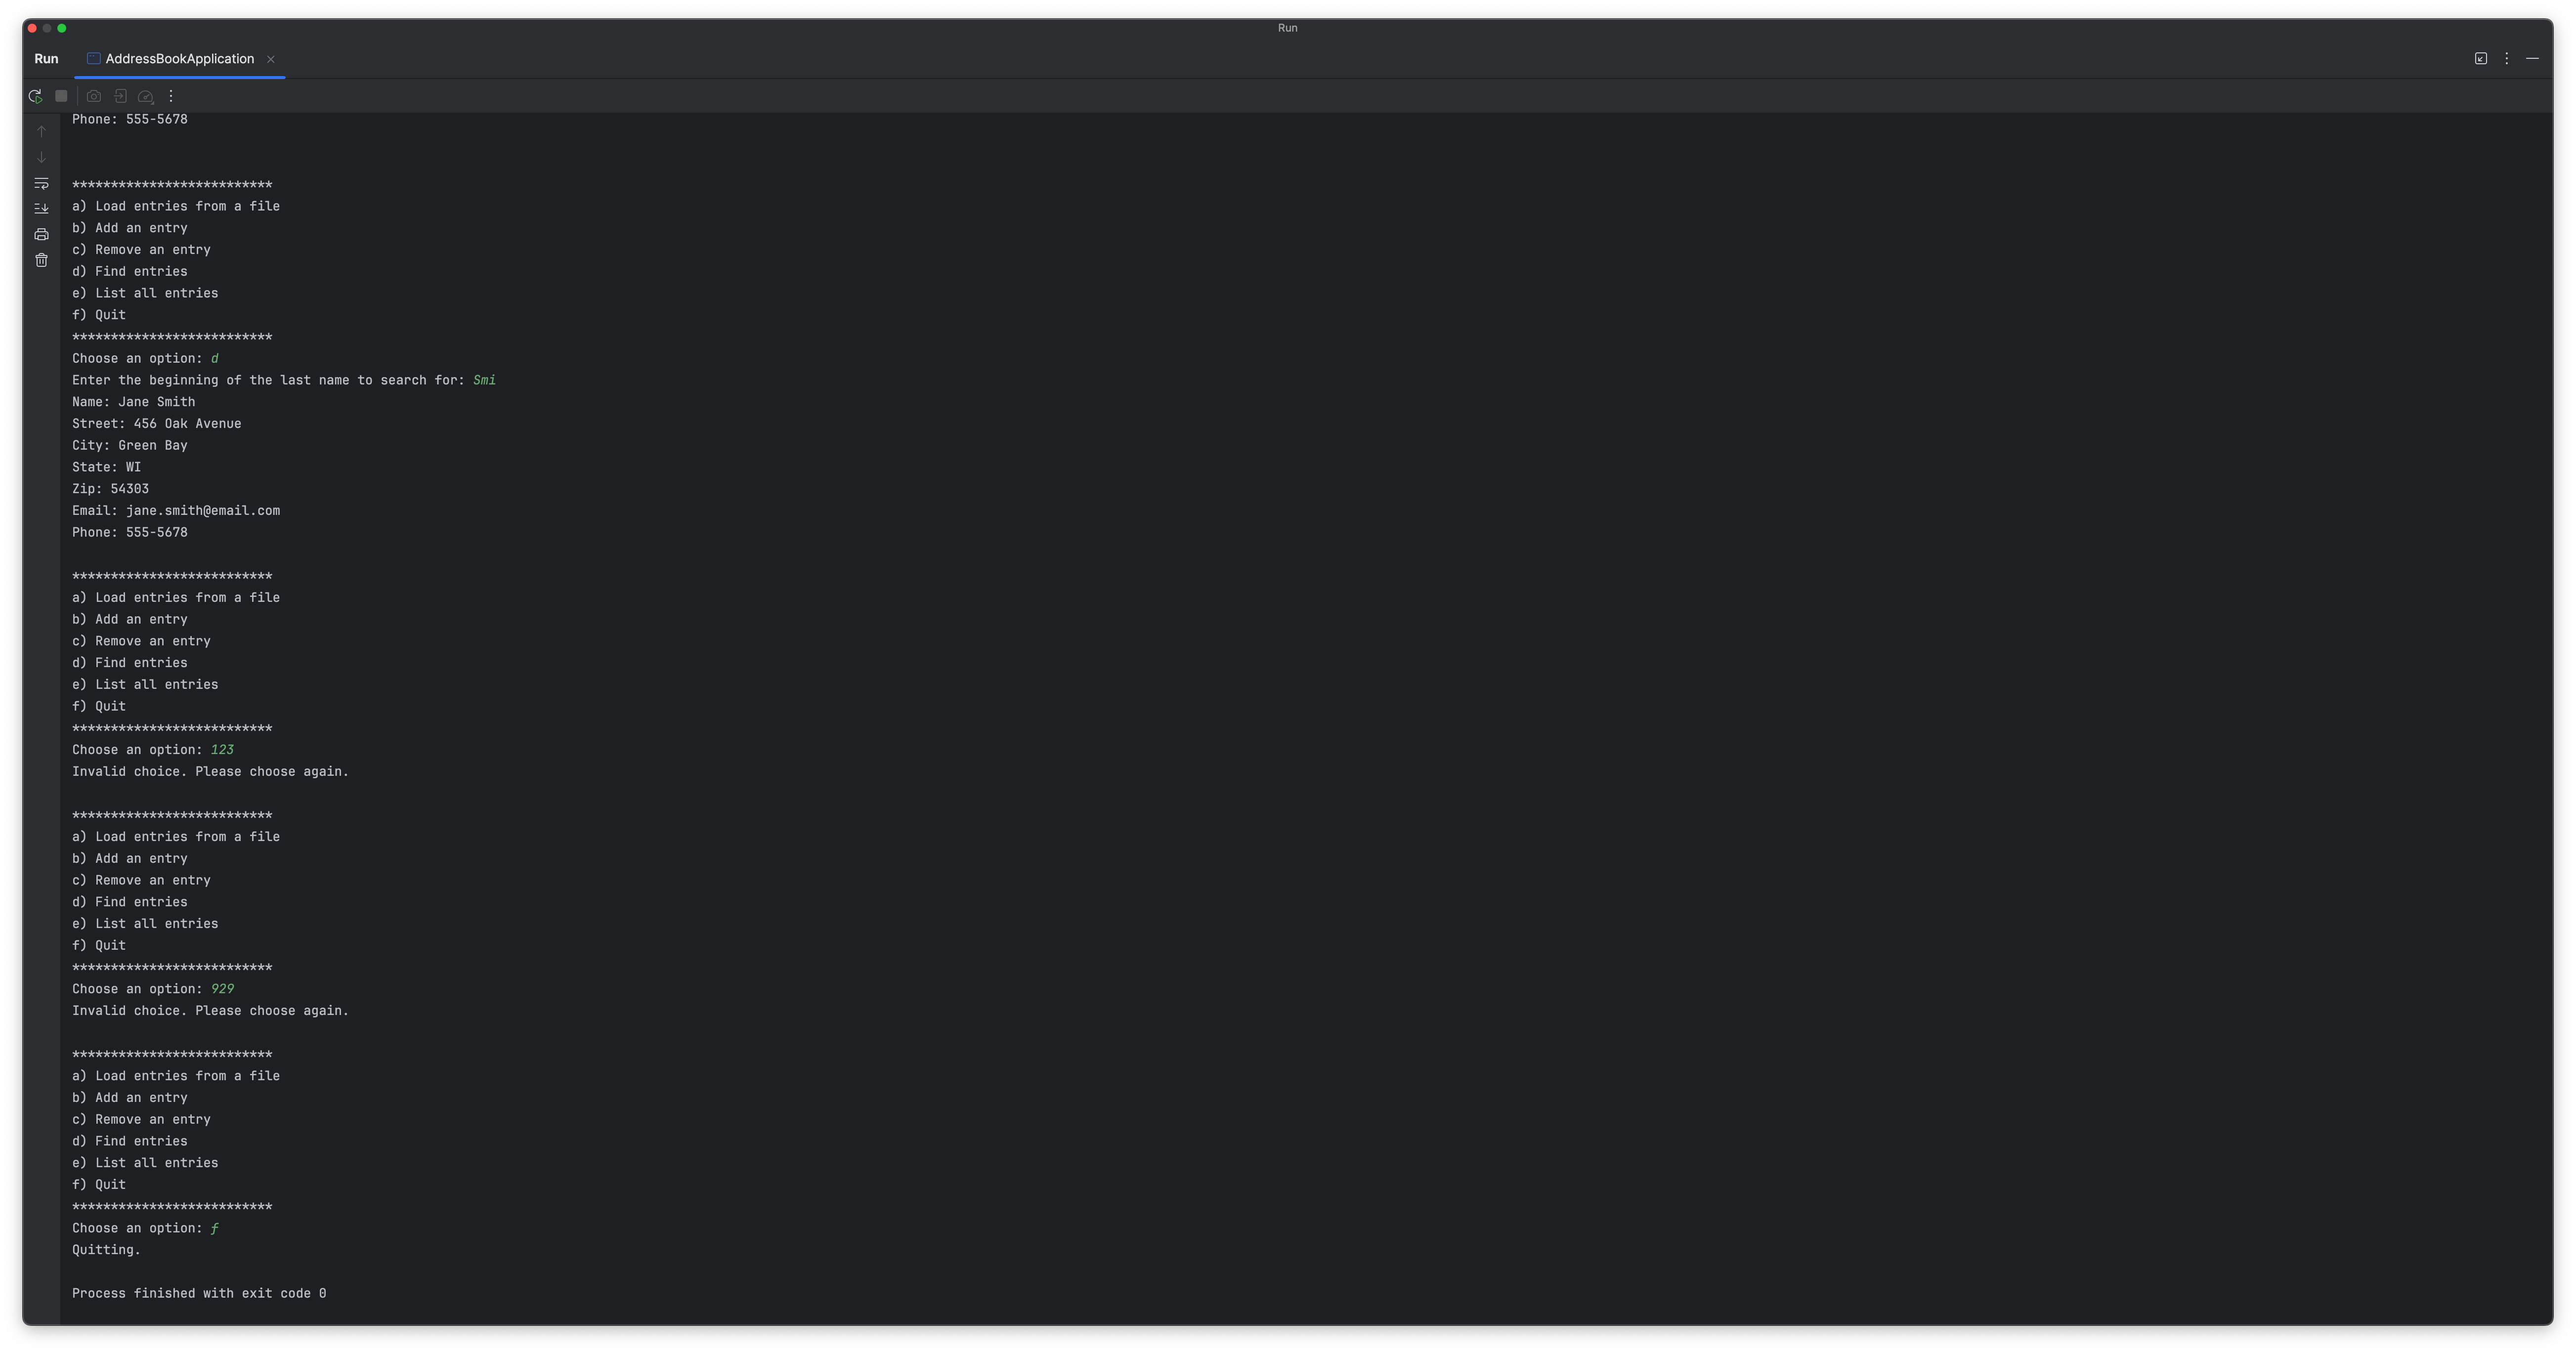 Run
Run
AddressBookApplication
Phone: 555-5678
**************************
a) Load entries from a file
b) Add an entry
c) Remove an entry
d) Find entries
e) List all entries
f) Quit
**************************
Choose an option: d
Enter the beginning of the last name to search for: Smi
Name: Jane Smith
Street: 456 Oak Avenue
City: Green Bay
State: WI
Zip: 54303
Email: jane.smith@email.com
Phone: 555-5678
**************************
a) Load entries from a file
b) Add an entry
c) Remove an entry
d) Find entries
e) List all entries
f) Quit
**************************
Choose an option: 123
Invalid choice. Please choose again.
**************************
a) Load entries from a file
b) Add an entry
c) Remove an entry
d) Find entries
e) List all entries
f) Quit
**************************
Choose an option: 929
Invalid choice. Please choose again.
**************************
a) Load entries from a file
b) Add an entry
c) Remove an entry
d) Find entries
e) List all entries
f) Quit
**************************
Choose an option: f
Quitting.
Process finished with exit code 0